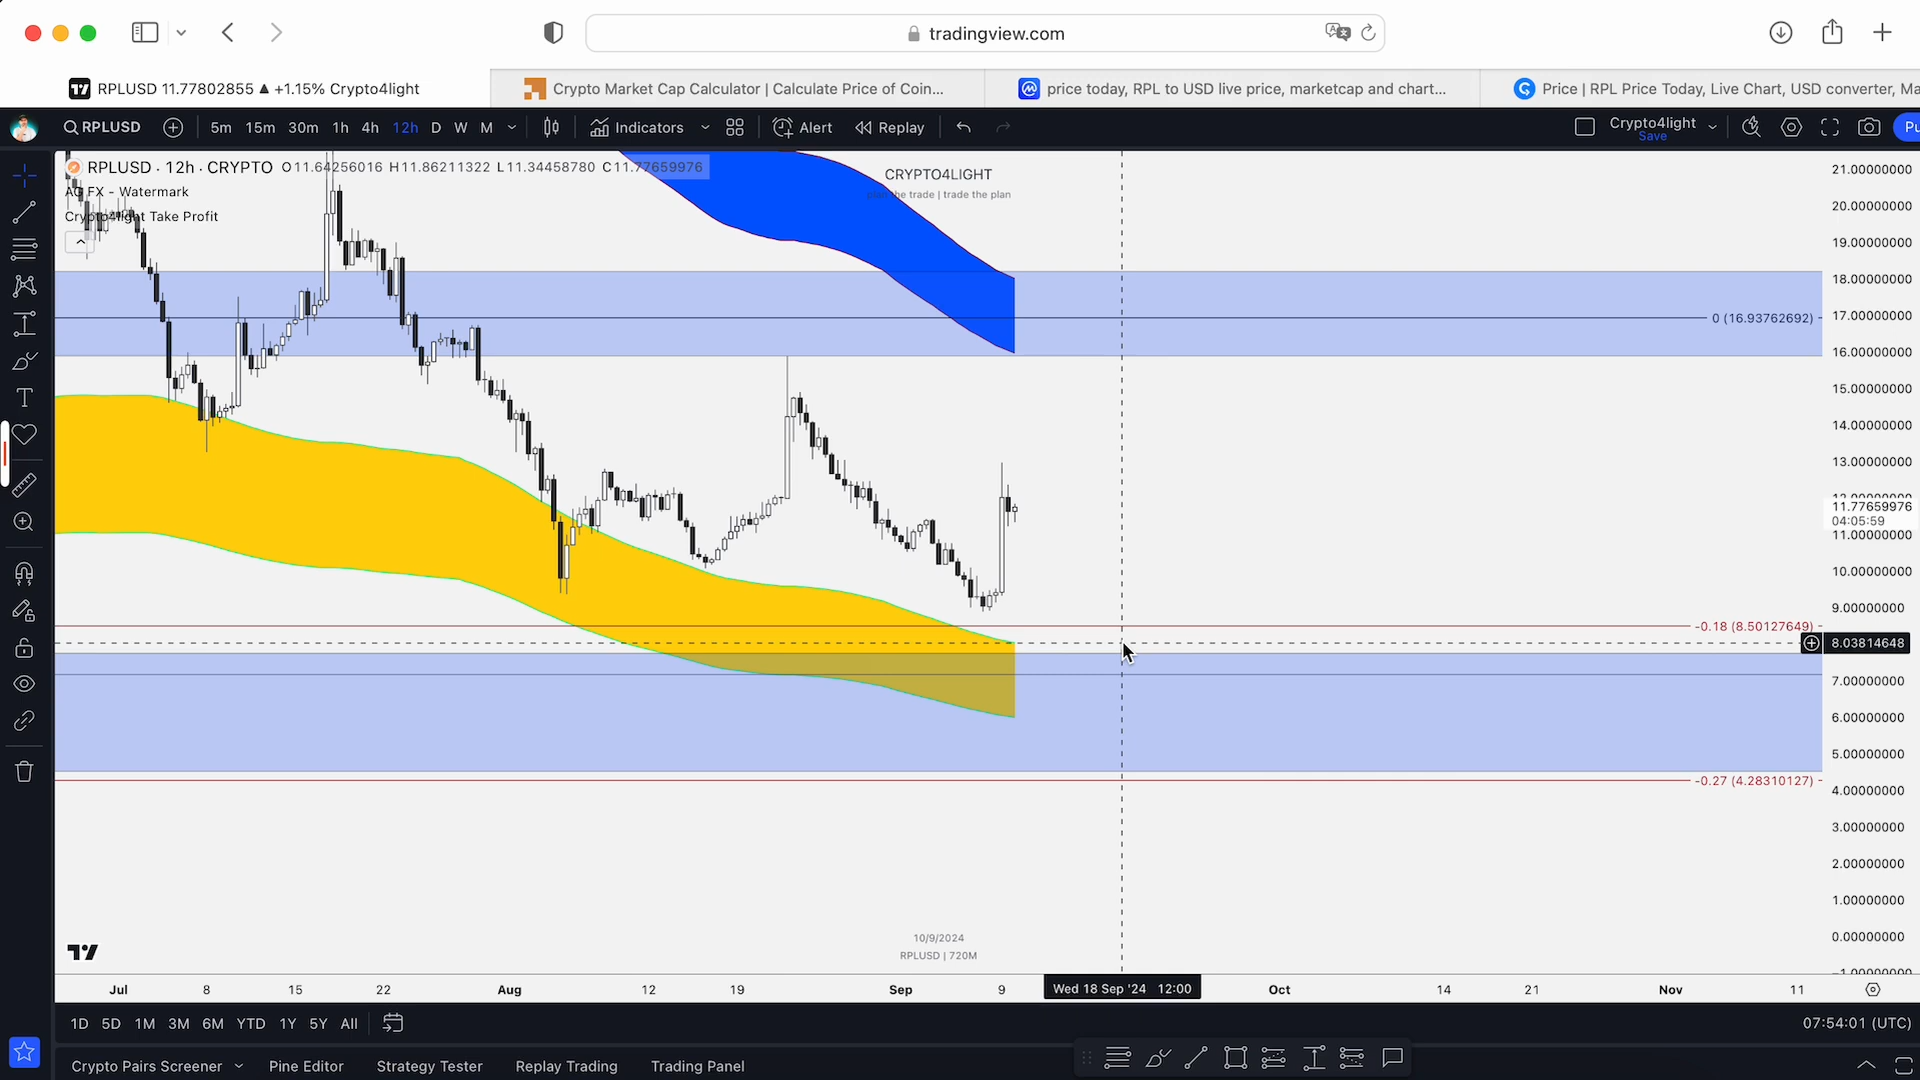 tradingview.com
RPLUSD 11.77802855 ▲ +1.15% Crypto4light
Crypto Market Cap Calculator | Calculate Price of Coin...
price today, RPL to USD live price, marketcap and chart...
Price | RPL Price Today, Live Chart, USD converter, Ma
RPLUSD 5m 15m 30m 1h 4h 12h D W M Indicators Alert Replay Crypto4light Pu
Save
RPLUSD · 12h · CRYPTO O11.64256016 H11.86211322 L11.34458780 C11.77659976
AG FX - Watermark
Crypto4light Take Profit
CRYPTO4LIGHT
plan the trade | trade the plan
21.00000000
20.00000000
19.00000000
18.00000000
17.00000000
0 (16.93762692)
16.00000000
15.00000000
14.00000000
13.00000000
12.00000000
11.77659976
04:05:59
11.00000000
10.00000000
9.00000000
-0.18 (8.50127649)
8.03814648
7.00000000
6.00000000
5.00000000
-0.27 (4.28310127)
4.00000000
3.00000000
2.00000000
1.00000000
0.00000000
-1.00000000
10/9/2024
RPLUSD | 720M
Jul 8 15 22 Aug 12 19 Sep 9 Wed 18 Sep '24 12:00 Oct 14 21 Nov 11
1D 5D 1M 3M 6M YTD 1Y 5Y All 07:54:01 (UTC)
Crypto Pairs Screener Pine Editor Strategy Tester Replay Trading Trading Panel